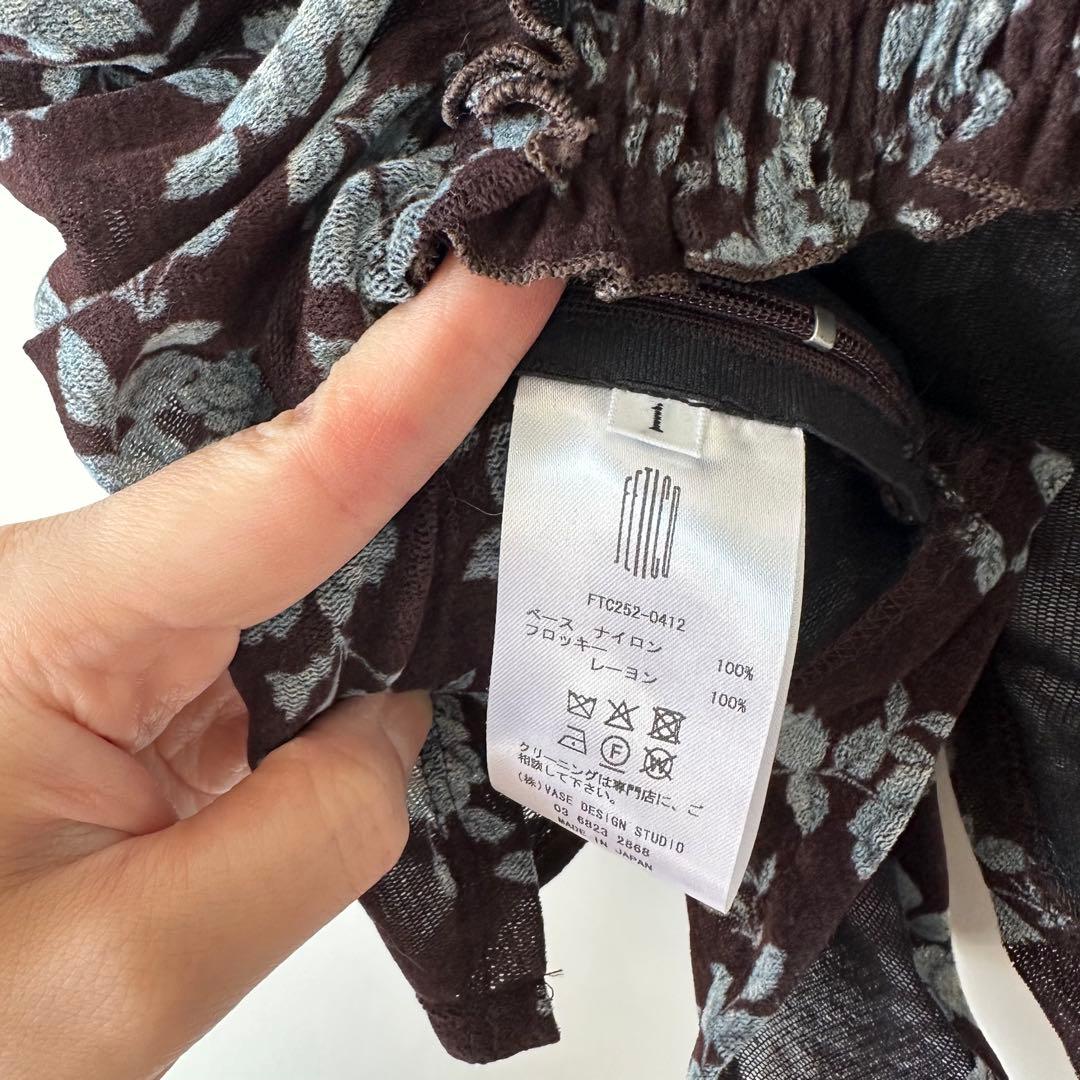 1
FETICO
FTC252-0412
ベース ナイロン 100%
フロッキー
レーヨン 100%
F
W
クリーニングは専門店に、ご
相談して下さい。
(株)VASE DESIGN STUDIO
03 6823 2868
MADE IN JAPAN